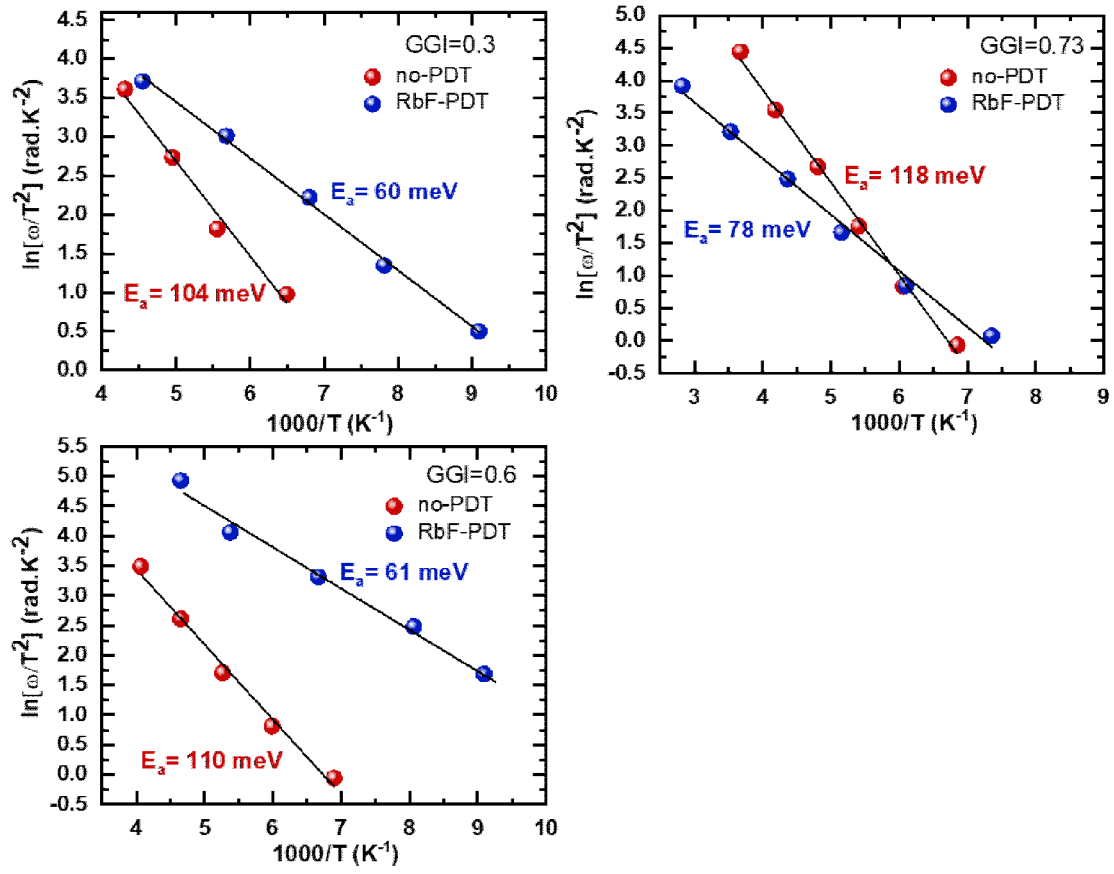 GGI=0.3
no-PDT
RbF-PDT
E_a= 60 meV
E_a= 104 meV
ln[ω/T²] (rad.K⁻²)
4.5
4.0
3.5
3.0
2.5
2.0
1.5
1.0
0.5
0.0
4 5 6 7 8 9 10
1000/T (K⁻¹)
GGI=0.73
no-PDT
RbF-PDT
E_a= 118 meV
E_a= 78 meV
ln[ω/T²] (rad.K⁻²)
5.0
4.5
4.0
3.5
3.0
2.5
2.0
1.5
1.0
0.5
0.0
-0.5
3 4 5 6 7 8 9
1000/T (K⁻¹)
GGI=0.6
no-PDT
RbF-PDT
E_a= 61 meV
E_a= 110 meV
ln[ω/T²] (rad.K⁻²)
5.5
5.0
4.5
4.0
3.5
3.0
2.5
2.0
1.5
1.0
0.5
0.0
-0.5
4 5 6 7 8 9 10
1000/T (K⁻¹)